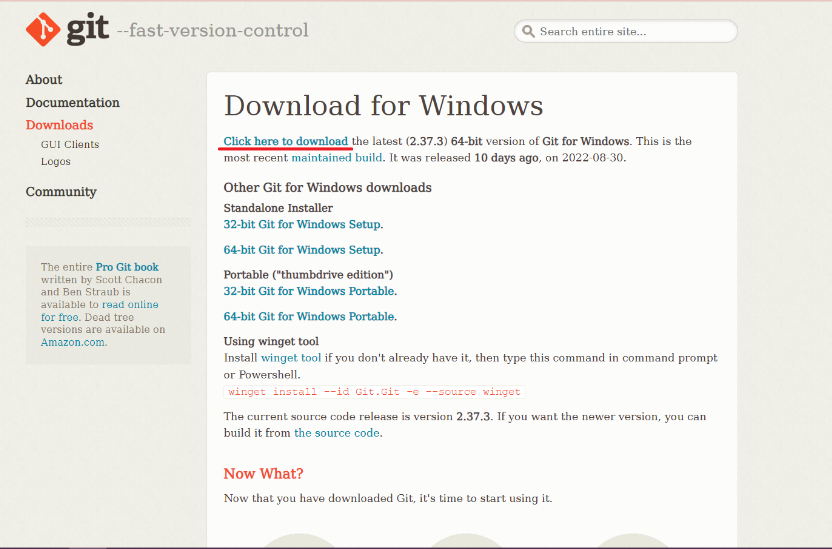 git --fast-version-control
Search entire site...
About
Documentation
Downloads
GUI Clients
Logos
Community
The entire Pro Git book
written by Scott Chacon
and Ben Straub is
available to read online
for free. Dead tree
versions are available on
Amazon.com.
Download for Windows
Click here to download the latest (2.37.3) 64-bit version of Git for Windows. This is the
most recent maintained build. It was released 10 days ago, on 2022-08-30.
Other Git for Windows downloads
Standalone Installer
32-bit Git for Windows Setup.
64-bit Git for Windows Setup.
Portable ("thumbdrive edition")
32-bit Git for Windows Portable.
64-bit Git for Windows Portable.
Using winget tool
Install winget tool if you don't already have it, then type this command in command prompt
or Powershell.
winget install --id Git.Git -e --source winget
The current source code release is version 2.37.3. If you want the newer version, you can
build it from the source code.
Now What?
Now that you have downloaded Git, it's time to start using it.